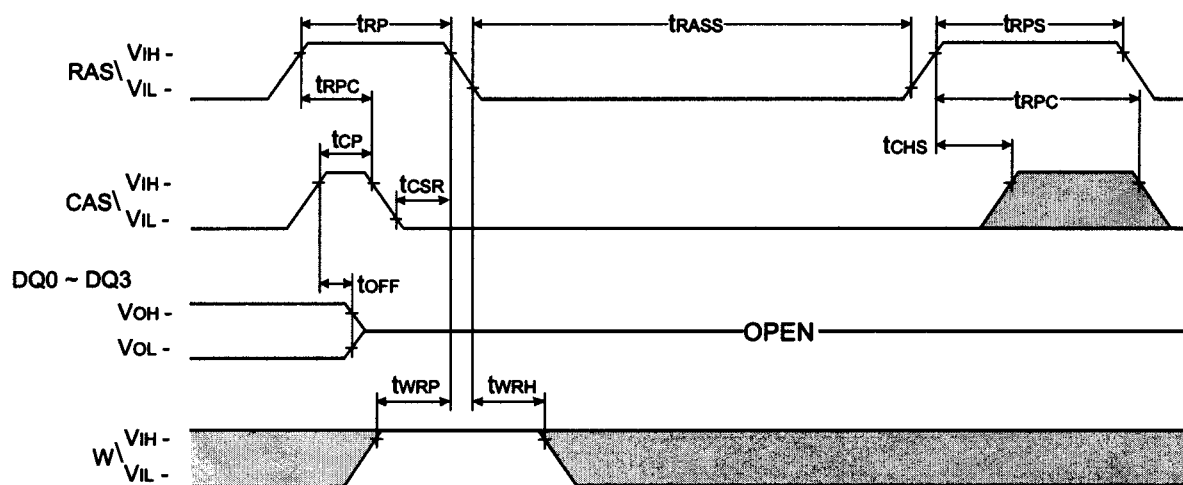 tRP
tRASS
tRPS
RAS\
VIH -
VIL -
tRPC
tRPC
tCP
tCHS
tCSR
CAS\
VIH -
VIL -
DQ0 ~ DQ3
tOFF
VOH -
VOL -
OPEN
tWRP
tWRH
W\
VIH -
VIL -